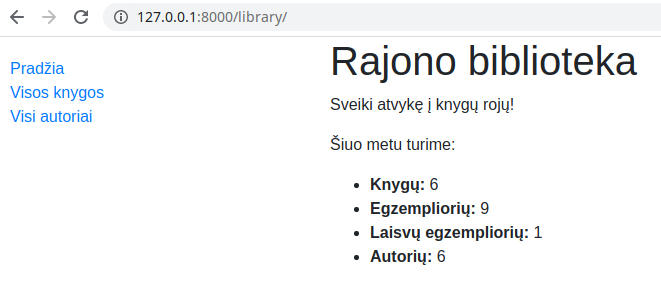 127.0.0.1:8000/library/
Rajono biblioteka
Pradžia
Visos knygos
Visi autoriai
Sveiki atvykę į knygų rojų!
Šiuo metu turime:
Knygų: 6
Egzempliorių: 9
Laisvų egzempliorių: 1
Autorių: 6